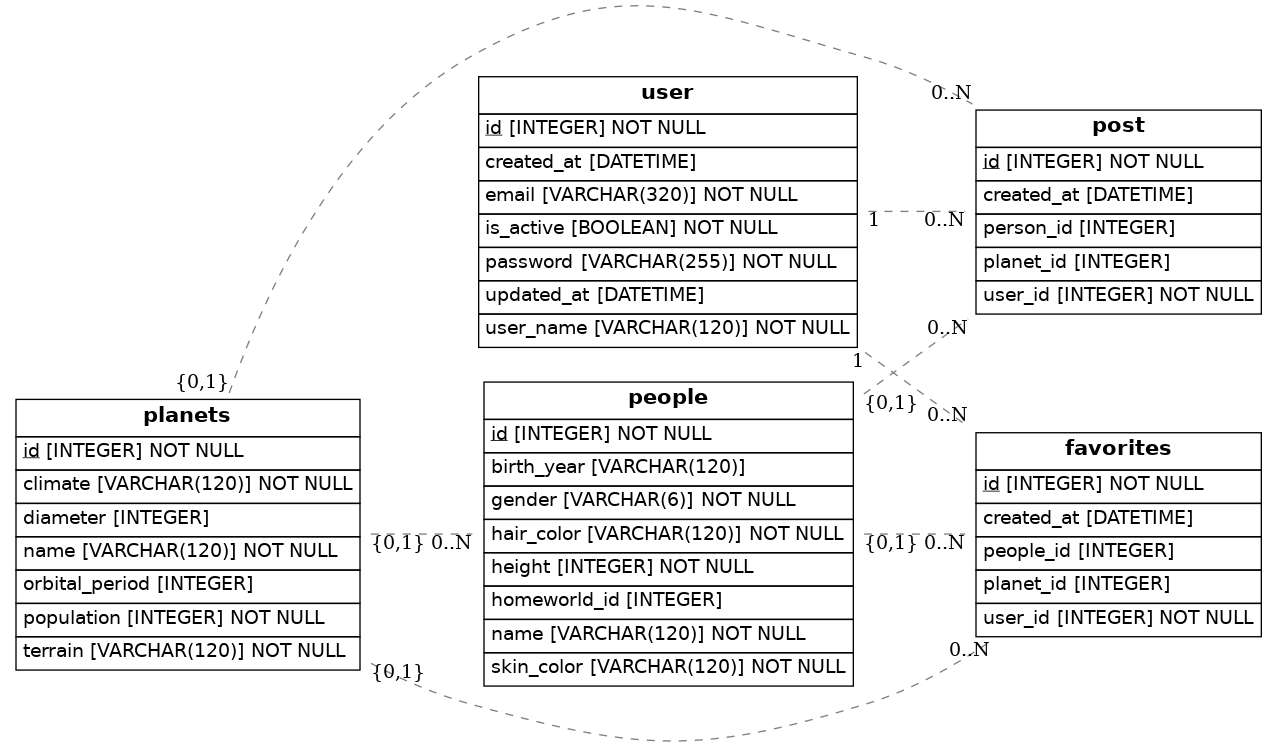 0..N
user
id [INTEGER] NOT NULL
created_at [DATETIME]
email [VARCHAR(320)] NOT NULL
is_active [BOOLEAN] NOT NULL
password [VARCHAR(255)] NOT NULL
updated_at [DATETIME]
user_name [VARCHAR(120)] NOT NULL
post
id [INTEGER] NOT NULL
created_at [DATETIME]
person_id [INTEGER]
planet_id [INTEGER]
user_id [INTEGER] NOT NULL
1 0..N
0..N
1
{0,1}
0..N
{0,1}
planets
id [INTEGER] NOT NULL
climate [VARCHAR(120)] NOT NULL
diameter [INTEGER]
name [VARCHAR(120)] NOT NULL
orbital_period [INTEGER]
population [INTEGER] NOT NULL
terrain [VARCHAR(120)] NOT NULL
{0,1} 0..N
people
id [INTEGER] NOT NULL
birth_year [VARCHAR(120)]
gender [VARCHAR(6)] NOT NULL
hair_color [VARCHAR(120)] NOT NULL
height [INTEGER] NOT NULL
homeworld_id [INTEGER]
name [VARCHAR(120)] NOT NULL
skin_color [VARCHAR(120)] NOT NULL
{0,1} 0..N
favorites
id [INTEGER] NOT NULL
created_at [DATETIME]
people_id [INTEGER]
planet_id [INTEGER]
user_id [INTEGER] NOT NULL
0..N
{0,1}